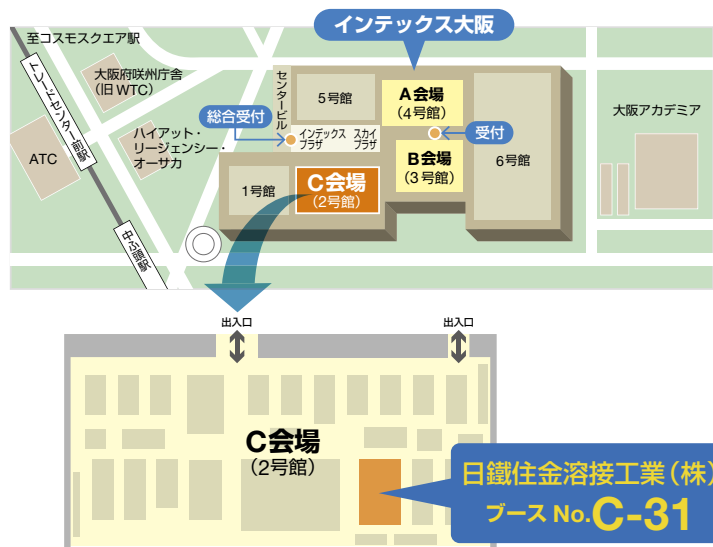 インテックス大阪
至コスモスクエア駅
トレードセンター前駅
大阪府咲州庁舎
(旧WTC)
ATC
ハイアット・
リージェンシー・
オーサカ
中ふ頭駅
総合受付
センタービル
5号館
インデックス
プラザ
スカイ
プラザ
A会場
(4号館)
受付
B会場
(3号館)
6号館
1号館
C会場
(2号館)
大阪アカデミア
出入口
出入口
C会場
(2号館)
日鐵住金溶接工業(株)
ブース No.C-31